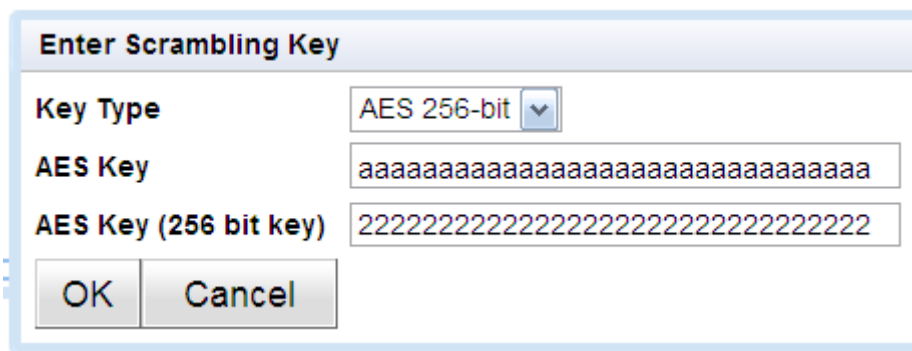 Enter Scrambling Key
Key Type AES 256-bit
AES Key aaaaaaaaaaaaaaaaaaaaaaaaaaaaaaaa
AES Key (256 bit key) 22222222222222222222222222222222
OK Cancel